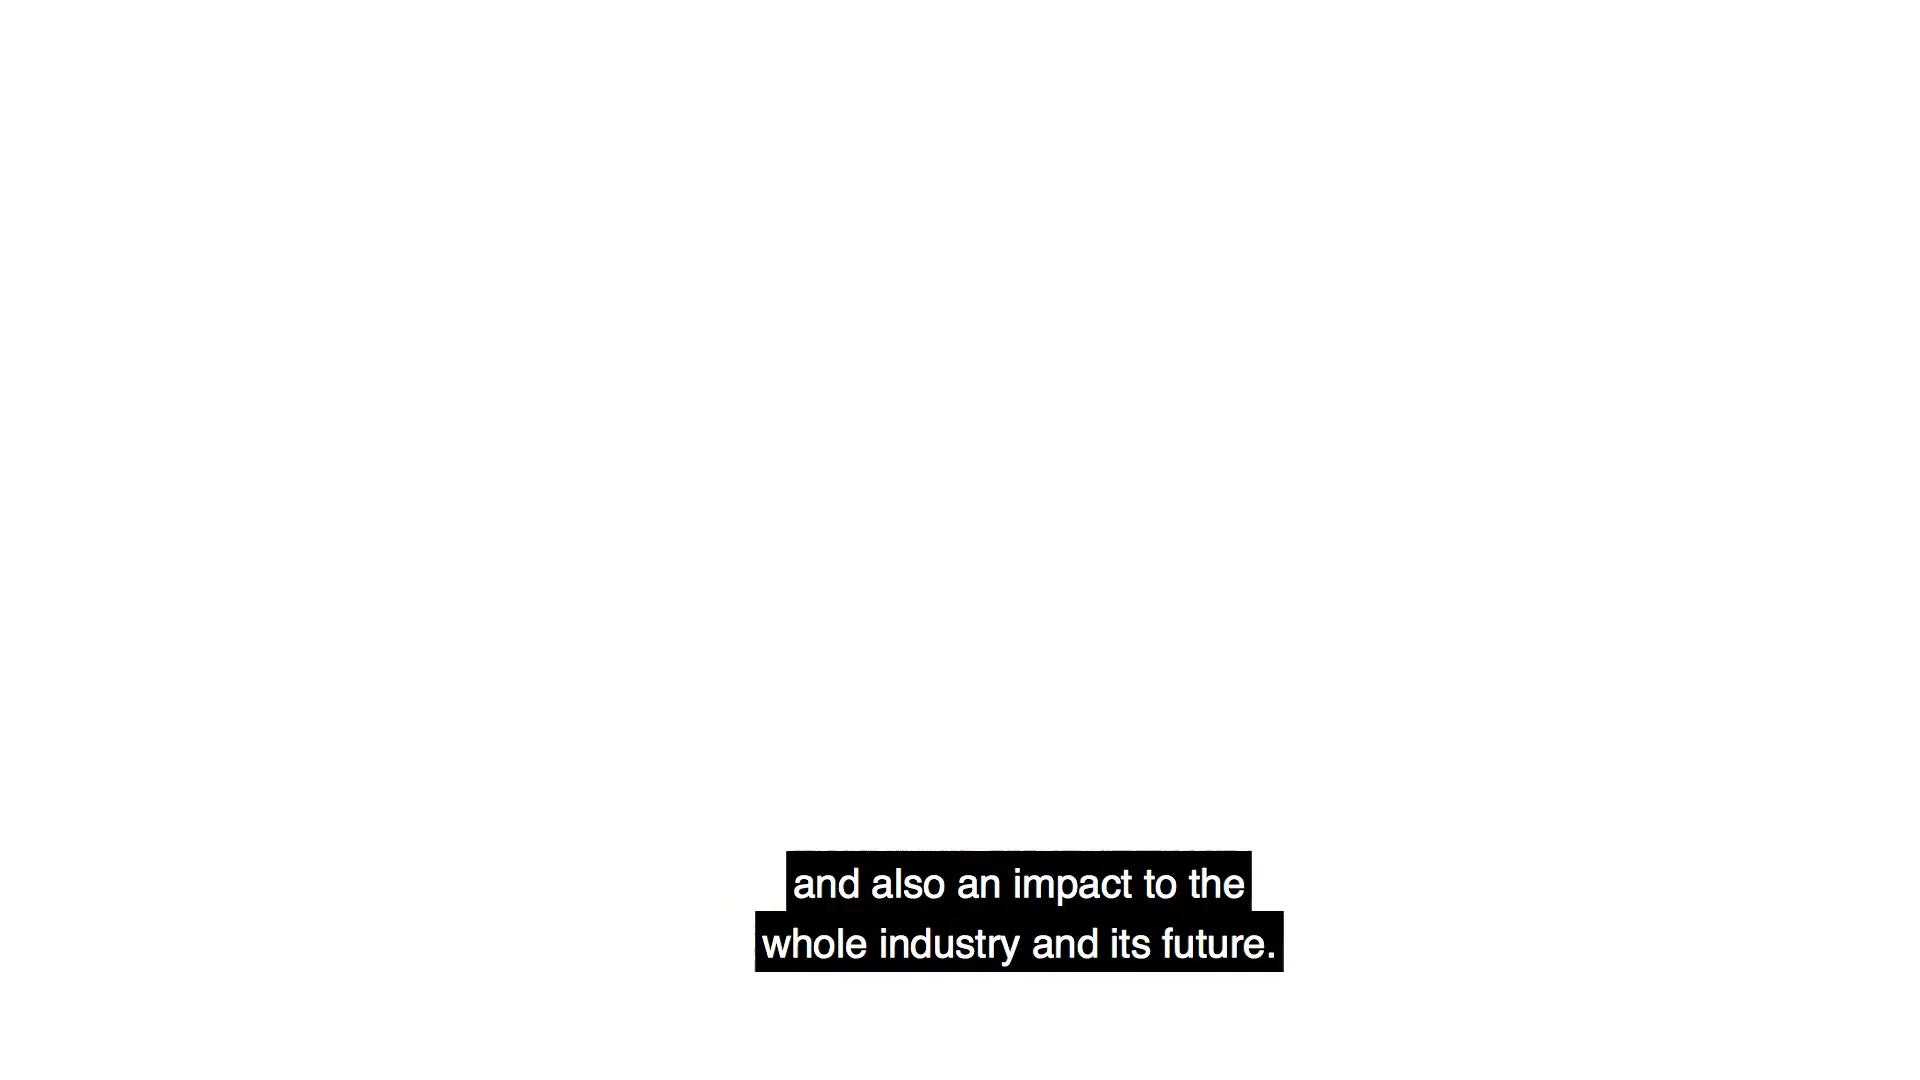 and also an impact to the
whole industry and its future.